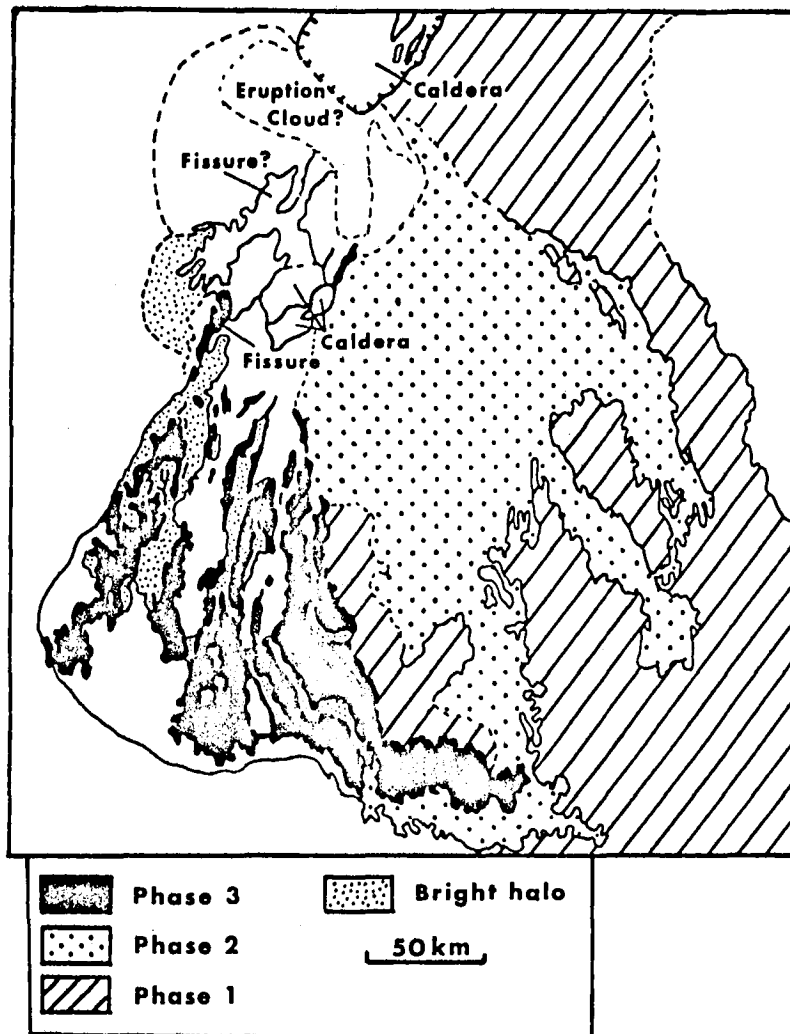 Eruption
Cloud?
Caldera
Fissure?
Caldera
Fissure
Phase 3
Bright halo
Phase 2
50 km
Phase 1